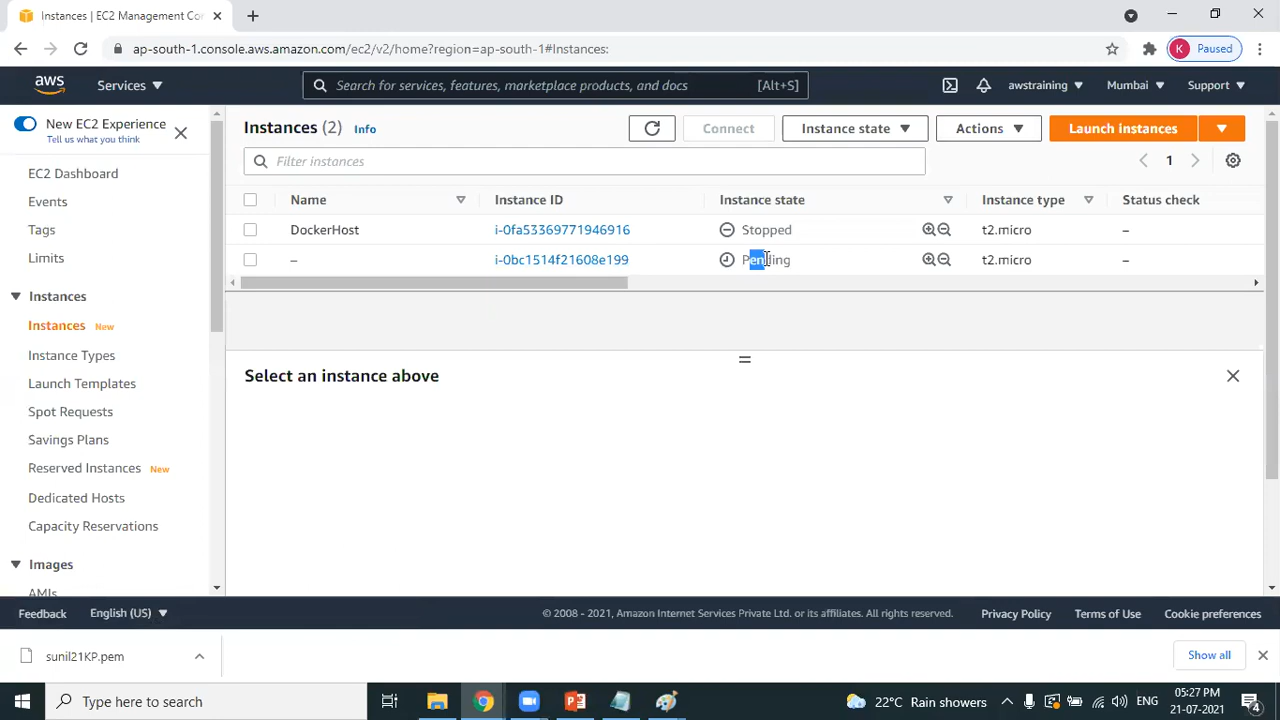 Instances | EC2 Management Con
ap-south-1.console.aws.amazon.com/ec2/v2/home?region=ap-south-1#Instances:
K Paused
aws Services Search for services, features, marketplace products, and docs [Alt+S] awstraining Mumbai Support
New EC2 Experience
Tell us what you think
EC2 Dashboard
Events
Tags
Limits
Instances
Instances New
Instance Types
Launch Templates
Spot Requests
Savings Plans
Reserved Instances New
Dedicated Hosts
Capacity Reservations
Images
AMIs
Instances (2) Info Connect Instance state Actions Launch instances
Filter instances 1
Name Instance ID Instance state Instance type Status check
DockerHost i-0fa53369771946916 Stopped t2.micro –
– i-0bc1514f21608e199 Pending t2.micro –
Select an instance above
Feedback English (US) © 2008 - 2021, Amazon Internet Services Private Ltd. or its affiliates. All rights reserved. Privacy Policy Terms of Use Cookie preferences
sunil21KP.pem Show all
Type here to search 22°C Rain showers ENG 05:27 PM
21-07-2021 4